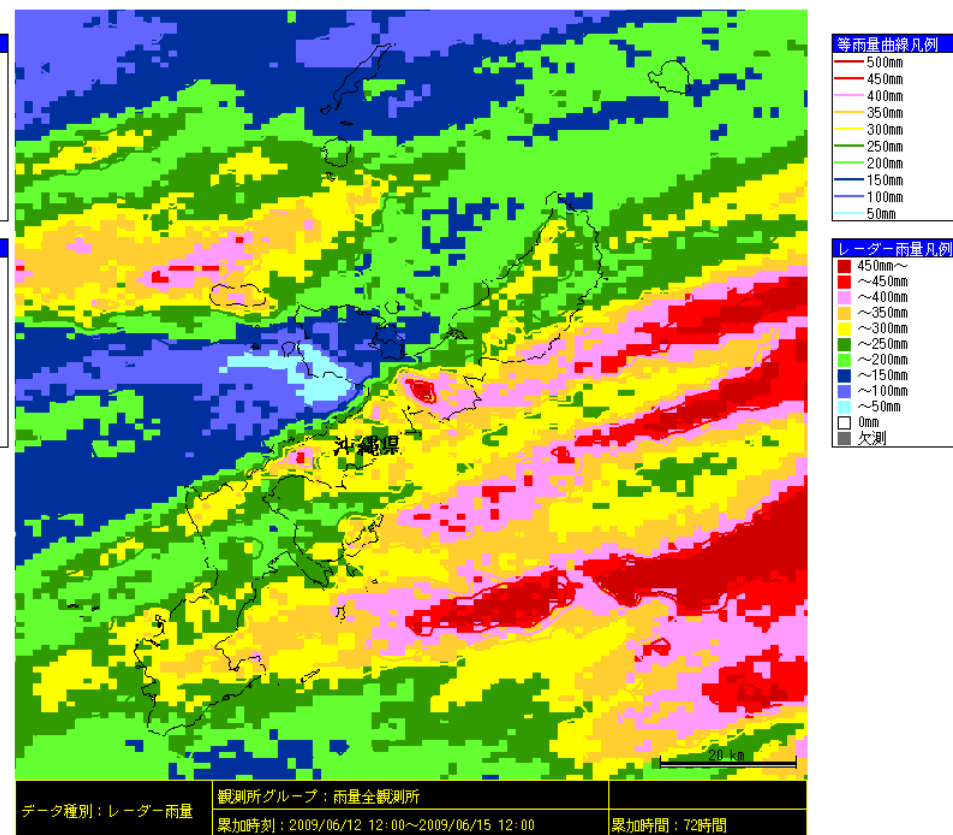 等雨量曲線凡例
500mm
450mm
400mm
350mm
300mm
250mm
200mm
150mm
100mm
50mm
レーダー雨量凡例
450mm～
～450mm
～400mm
～350mm
～300mm
～250mm
～200mm
～150mm
～100mm
～50mm
0mm
欠測
沖縄県
20 km
データ種別：レーダー雨量
観測所グループ：雨量全観測所
累加時刻：2009/06/12 12:00～2009/06/15 12:00
累加時間：72時間